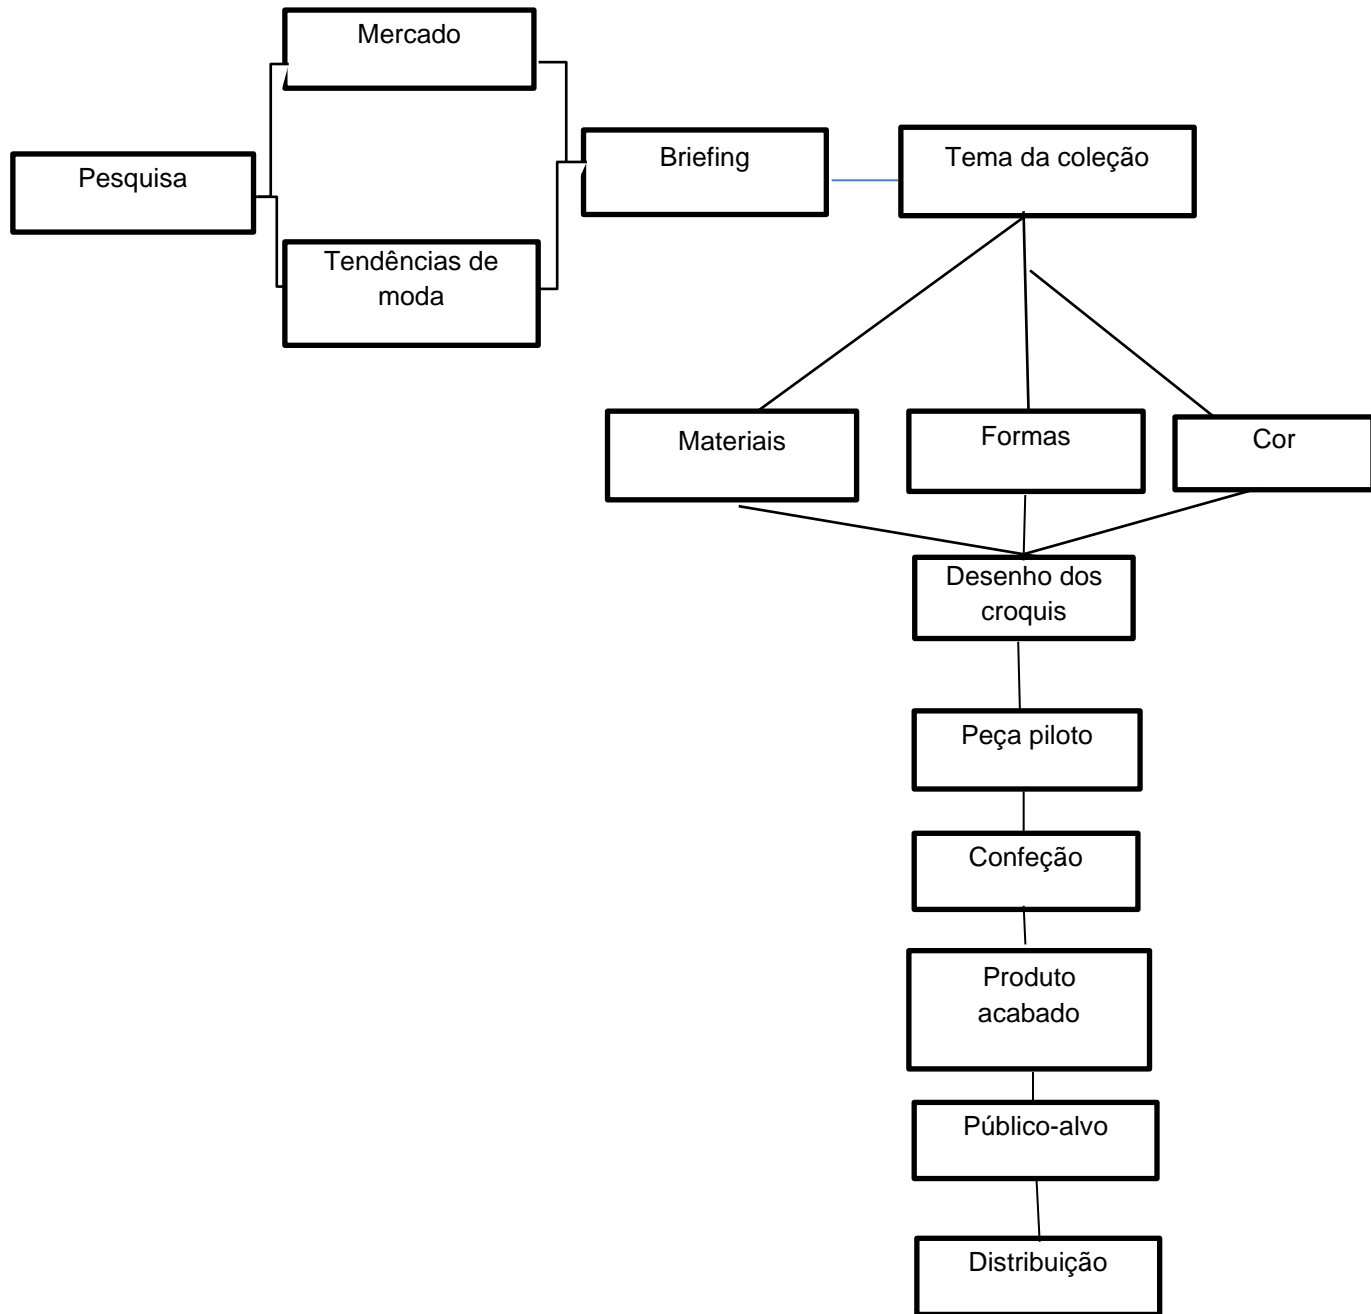 Mercado
Pesquisa
Tendências de
moda
Briefing
Tema da coleção
Materiais
Formas
Cor
Desenho dos
croquis
Peça piloto
Confeção
Produto
acabado
Público-alvo
Distribuição